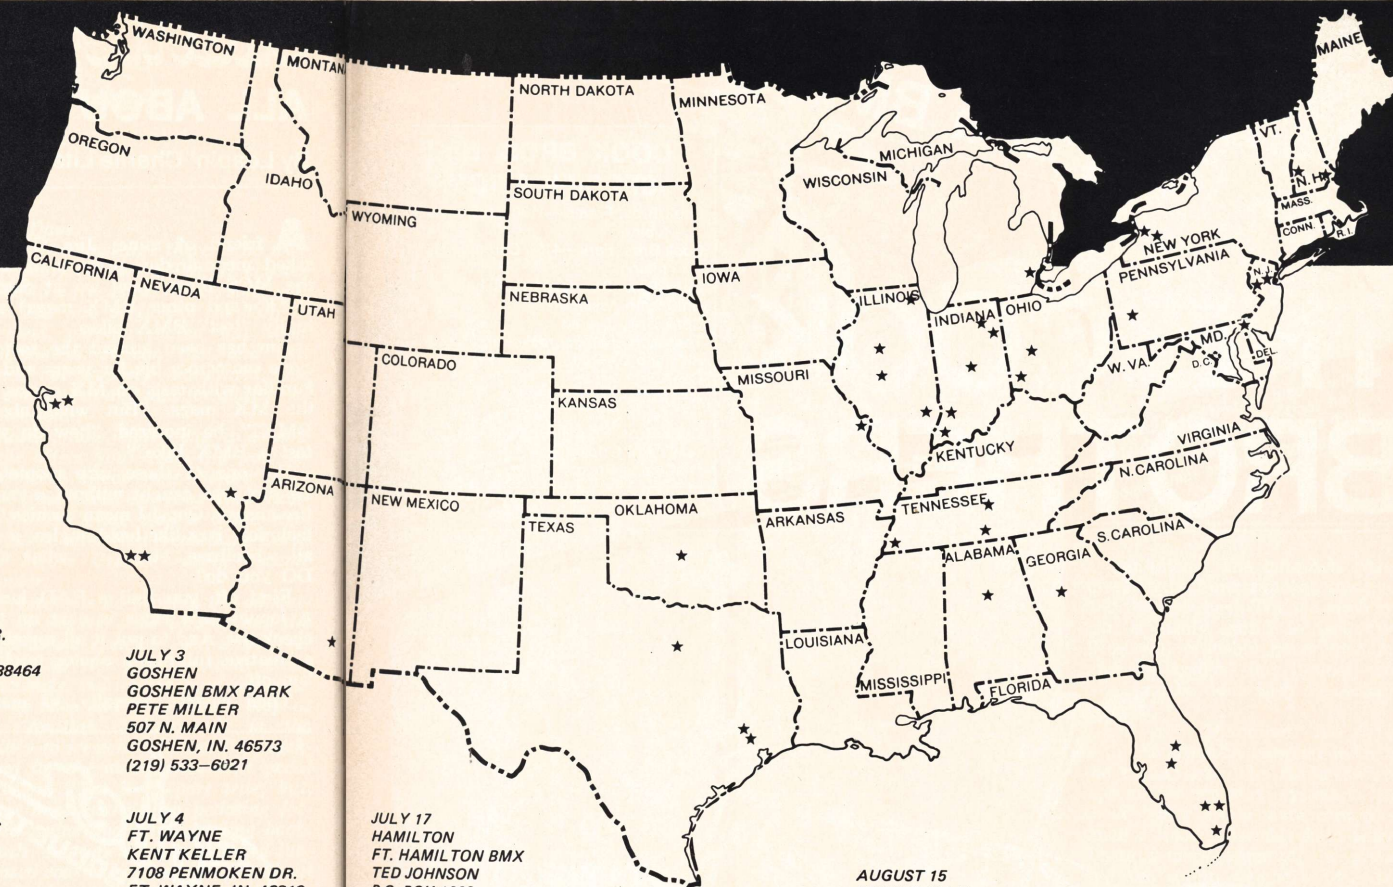 WASHINGTON
MONTAN
NORTH DAKOTA
MINNESOTA
MAINE
OREGON
IDAHO
SOUTH DAKOTA
WISCONSIN
MICHIGAN
VT.
N.H.
MASS.
CONN.
R.I.
WYOMING
NEW YORK
PENNSYLVANIA
N.J.
CALIFORNIA
NEVADA
UTAH
NEBRASKA
IOWA
ILLINOIS
INDIANA
OHIO
MD.
DEL.
D.C.
W. VA.
COLORADO
KANSAS
MISSOURI
KENTUCKY
VIRGINIA
ARIZONA
NEW MEXICO
TEXAS
OKLAHOMA
ARKANSAS
TENNESSEE
N. CAROLINA
S. CAROLINA
ALABAMA
GEORGIA
LOUISIANA
MISSISSIPPI
FLORIDA
38464
JULY 3
GOSHEN
GOSHEN BMX PARK
PETE MILLER
507 N. MAIN
GOSHEN, IN. 46573
(219) 533-6021
JULY 4
FT. WAYNE
KENT KELLER
7108 PENMOKEN DR.
JULY 17
HAMILTON
FT. HAMILTON BMX
TED JOHNSON
AUGUST 15